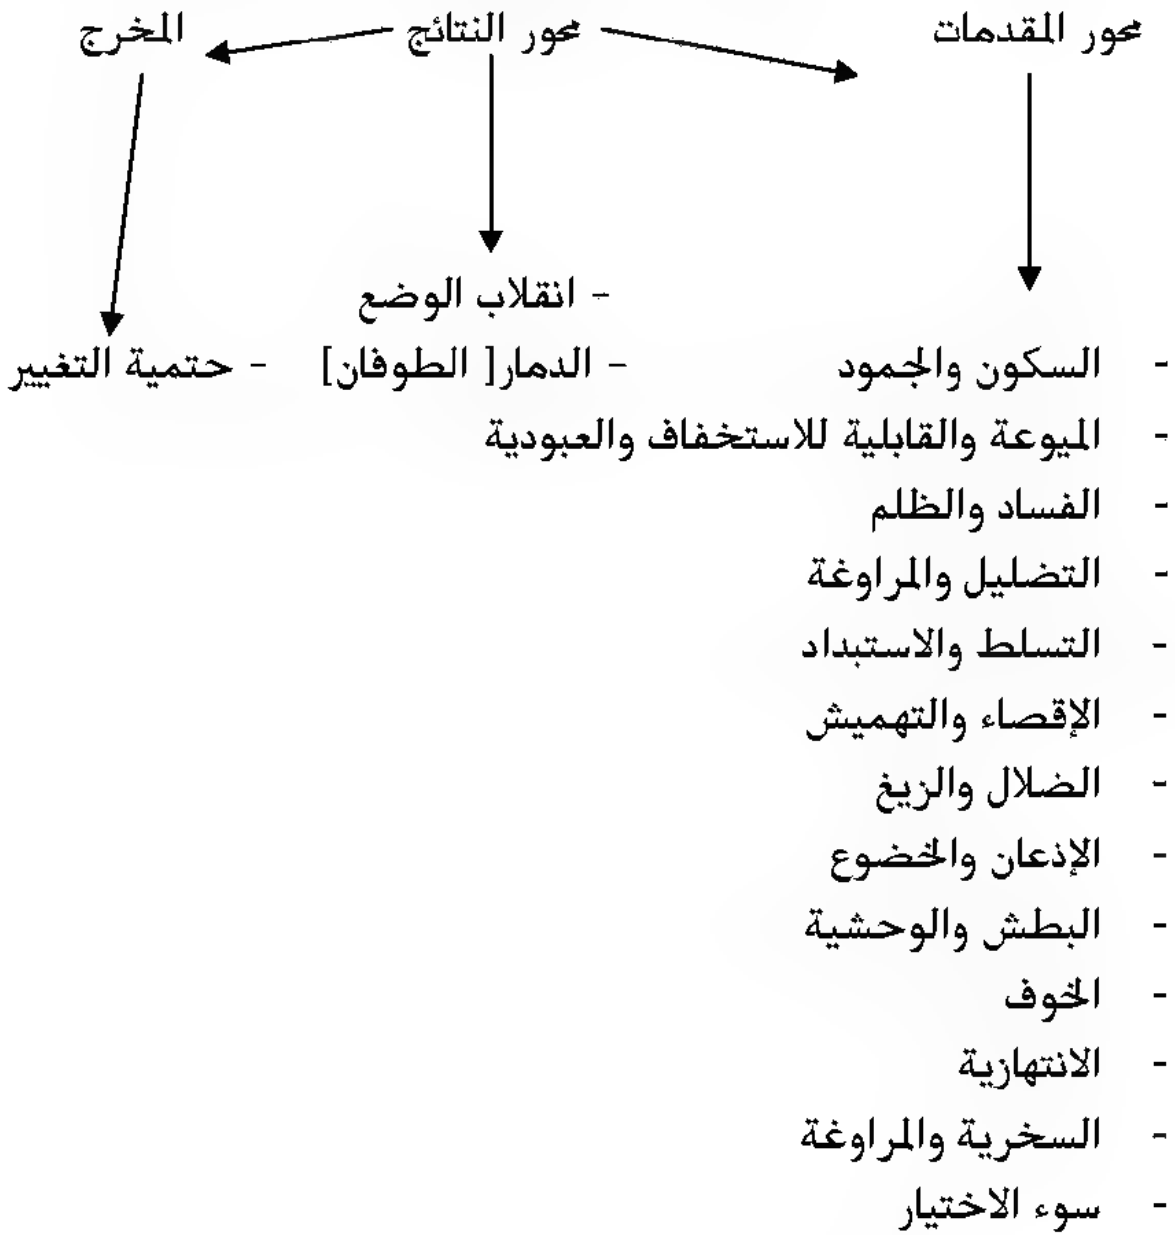 محور المقدمات محور النتائج المخرج
- انقلاب الوضع
- السكون والجمود - الدمار[ الطوفان] - حتمية التغيير
- الميوعة والقابلية للاستخفاف والعبودية
- الفساد والظلم
- التضليل والمراوغة
- التسلط والاستبداد
- الإقصاء والتهميش
- الضلال والزيغ
- الإذعان والخضوع
- البطش والوحشية
- الخوف
- الانتهازية
- السخرية والمراوغة
- سوء الاختيار